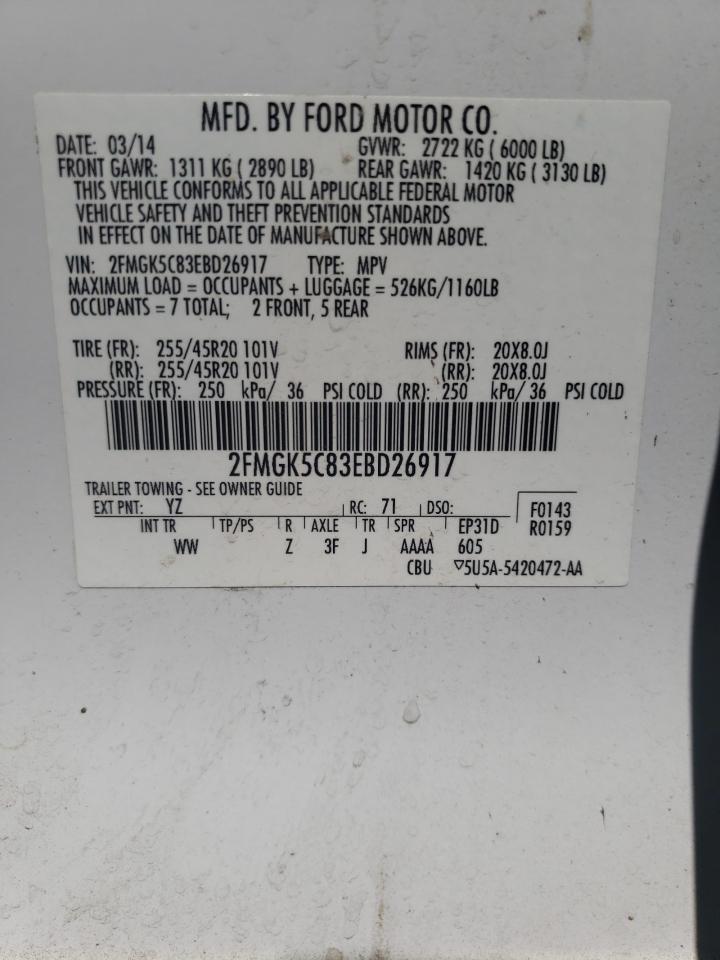 MFD. BY FORD MOTOR CO.
DATE: 03/14 GVWR: 2722 KG ( 6000 LB)
FRONT GAWR: 1311 KG ( 2890 LB) REAR GAWR: 1420 KG ( 3130 LB)
THIS VEHICLE CONFORMS TO ALL APPLICABLE FEDERAL MOTOR
VEHICLE SAFETY AND THEFT PREVENTION STANDARDS
IN EFFECT ON THE DATE OF MANUFACTURE SHOWN ABOVE.
VIN: 2FMGK5C83EBD26917 TYPE: MPV
MAXIMUM LOAD = OCCUPANTS + LUGGAGE = 526KG/1160LB
OCCUPANTS = 7 TOTAL; 2 FRONT, 5 REAR
TIRE (FR): 255/45R20 101V RIMS (FR): 20X8.0J
(RR): 255/45R20 101V (RR): 20X8.0J
PRESSURE (FR): 250 kPa/ 36 PSI COLD (RR): 250 kPa/ 36 PSI COLD
2FMGK5C83EBD26917
TRAILER TOWING - SEE OWNER GUIDE
EXT PNT: YZ RC: 71 DSO: F0143
INT TR TP/PS R AXLE TR SPR EP31D R0159
WW Z 3F J AAAA 605
CBU ▽5U5A-5420472-AA